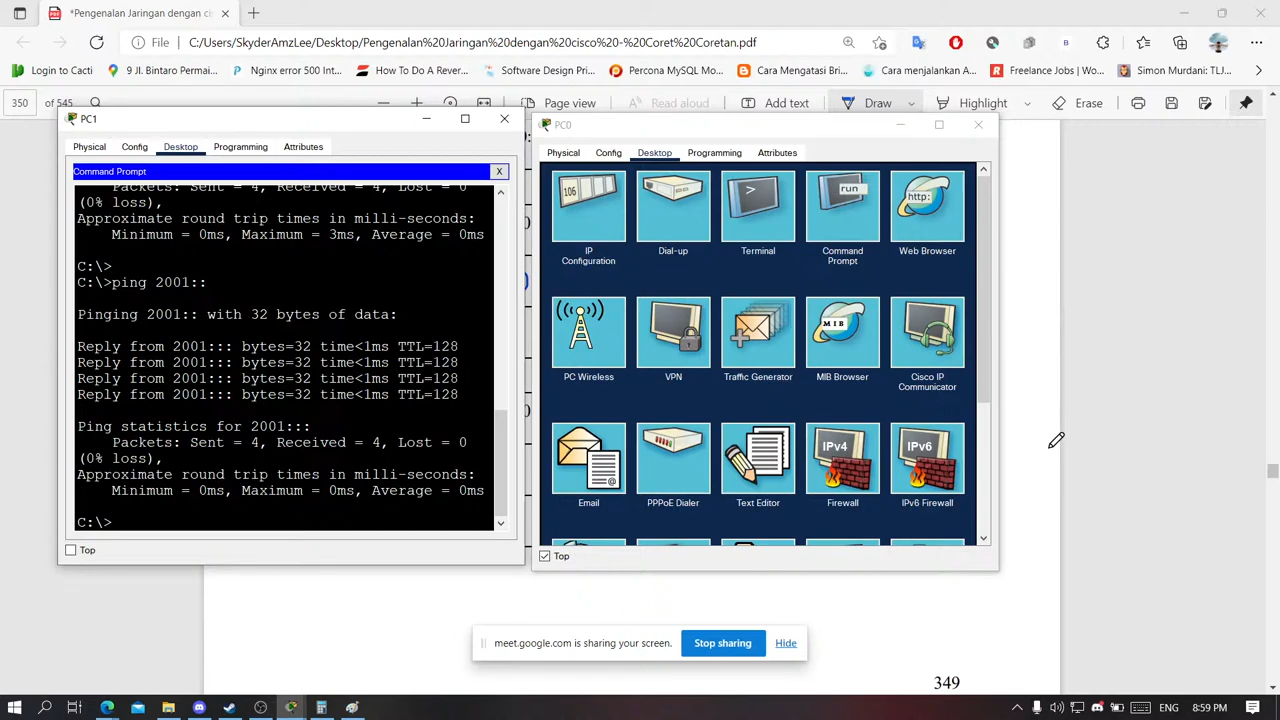 *Pengenalan Jaringan dengan ci
File
C:/Users/SkyderAmzLee/Desktop/Pengenalan%20Jaringan%20dengan%20cisco%20-%20Coret%20Coretan.pdf
Login to Cacti
9 Jl. Bintaro Permai...
Nginx error 500 Int...
How To Do A Rever...
Software Design Pri...
Percona MySQL Mo...
Cara Mengatasi Bri...
Cara menjalankan A...
Freelance Jobs | Wo...
Simon Murdani: TLJ...
350
of 545
Page view
Read aloud
Add text
Draw
Highlight
Erase
PC1
Physical
Config
Desktop
Programming
Attributes
Command Prompt
X
Packets: Sent = 4, Received = 4, Lost = 0
(0% loss),
Approximate round trip times in milli-seconds:
Minimum = 0ms, Maximum = 3ms, Average = 0ms
C:\>
C:\>ping 2001::
Pinging 2001:: with 32 bytes of data:
Reply from 2001::: bytes=32 time<1ms TTL=128
Reply from 2001::: bytes=32 time<1ms TTL=128
Reply from 2001::: bytes=32 time<1ms TTL=128
Reply from 2001::: bytes=32 time<1ms TTL=128
Ping statistics for 2001:::
Packets: Sent = 4, Received = 4, Lost = 0
(0% loss),
Approximate round trip times in milli-seconds:
Minimum = 0ms, Maximum = 0ms, Average = 0ms
C:\>
Top
PC0
Physical
Config
Desktop
Programming
Attributes
106
IP
Configuration
Dial-up
>
Terminal
run
Command
Prompt
http:
Web Browser
PC Wireless
VPN
Traffic Generator
MIB
MIB Browser
Cisco IP
Communicator
Email
PPPoE Dialer
Text Editor
IPv4
Firewall
IPv6
IPv6 Firewall
Top
meet.google.com is sharing your screen.
Stop sharing
Hide
349
ENG
8:59 PM